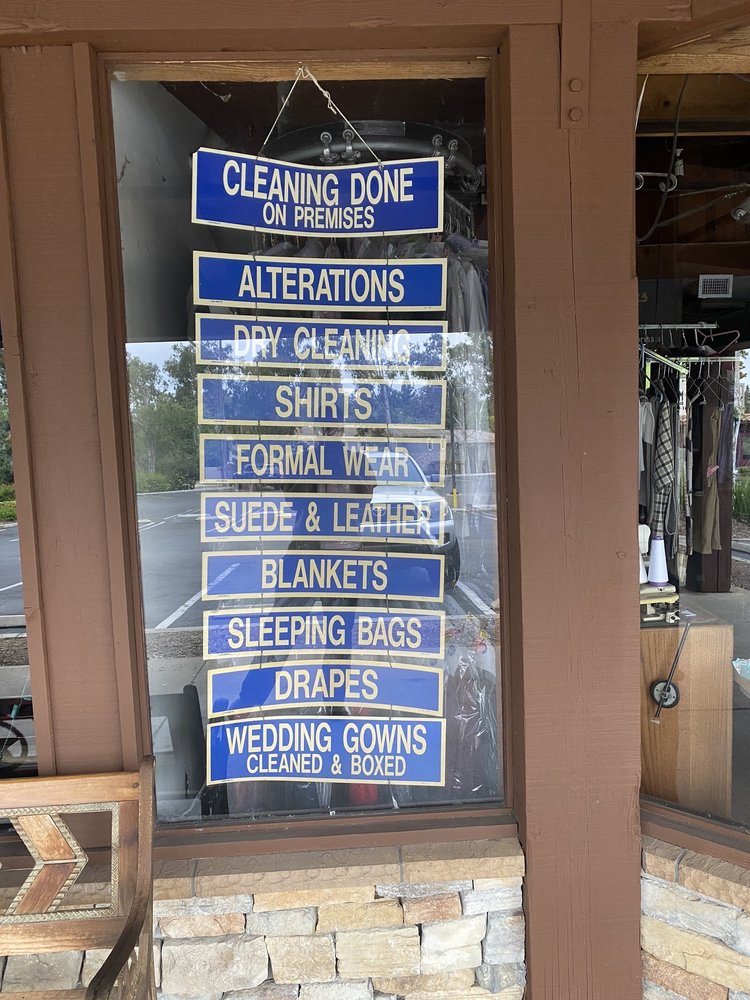 CLEANING DONE
ON PREMISES
ALTERATIONS
DRY CLEANING
SHIRTS
FORMAL WEAR
SUEDE & LEATHER
BLANKETS
SLEEPING BAGS
DRAPES
WEDDING GOWNS
CLEANED & BOXED